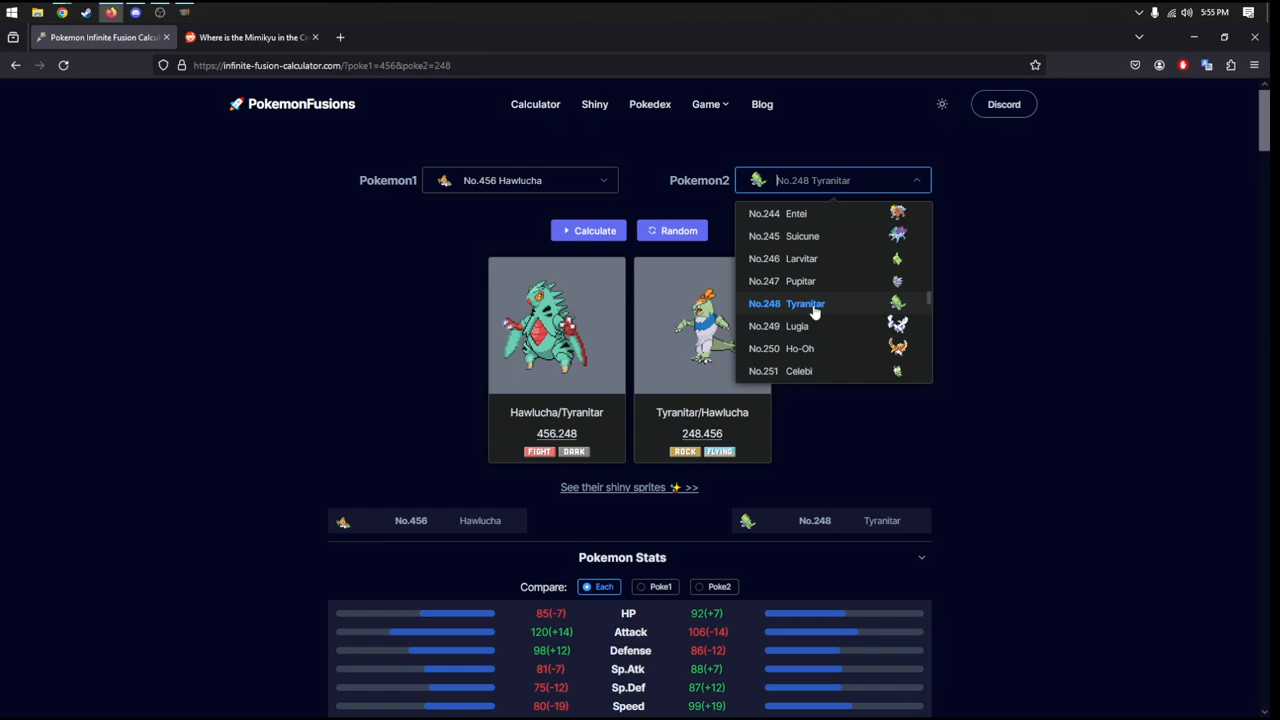 5:55 PM
Pokemon Infinite Fusion Calcul
Where is the Mimikyu in the C
https://infinite-fusion-calculator.com/?poke1=456&poke2=248
PokemonFusions
Calculator
Shiny
Pokedex
Game
Blog
Discord
Pokemon1
No.456 Hawlucha
Pokemon2
No.248 Tyranitar
Calculate
Random
No.244 Entei
No.245 Suicune
No.246 Larvitar
No.247 Pupitar
No.248 Tyranitar
No.249 Lugia
No.250 Ho-Oh
No.251 Celebi
Hawlucha/Tyranitar
456.248
FIGHT DARK
Tyranitar/Hawlucha
248.456
ROCK FLYING
See their shiny sprites ✨ >>
No.456 Hawlucha
No.248 Tyranitar
Pokemon Stats
Compare: Each Poke1 Poke2
85(-7) HP 92(+7)
120(+14) Attack 106(-14)
98(+12) Defense 86(-12)
81(-7) Sp.Atk 88(+7)
75(-12) Sp.Def 87(+12)
80(-19) Speed 99(+19)